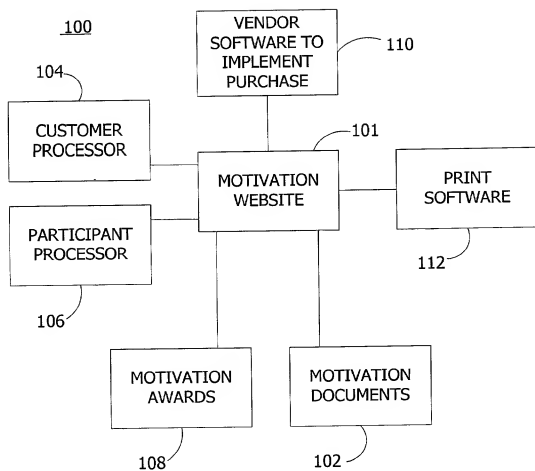 100
VENDOR
SOFTWARE TO
IMPLEMENT
PURCHASE
110
104
CUSTOMER
PROCESSOR
101
MOTIVATION
WEBSITE
PRINT
SOFTWARE
112
PARTICIPANT
PROCESSOR
106
MOTIVATION
AWARDS
108
MOTIVATION
DOCUMENTS
102